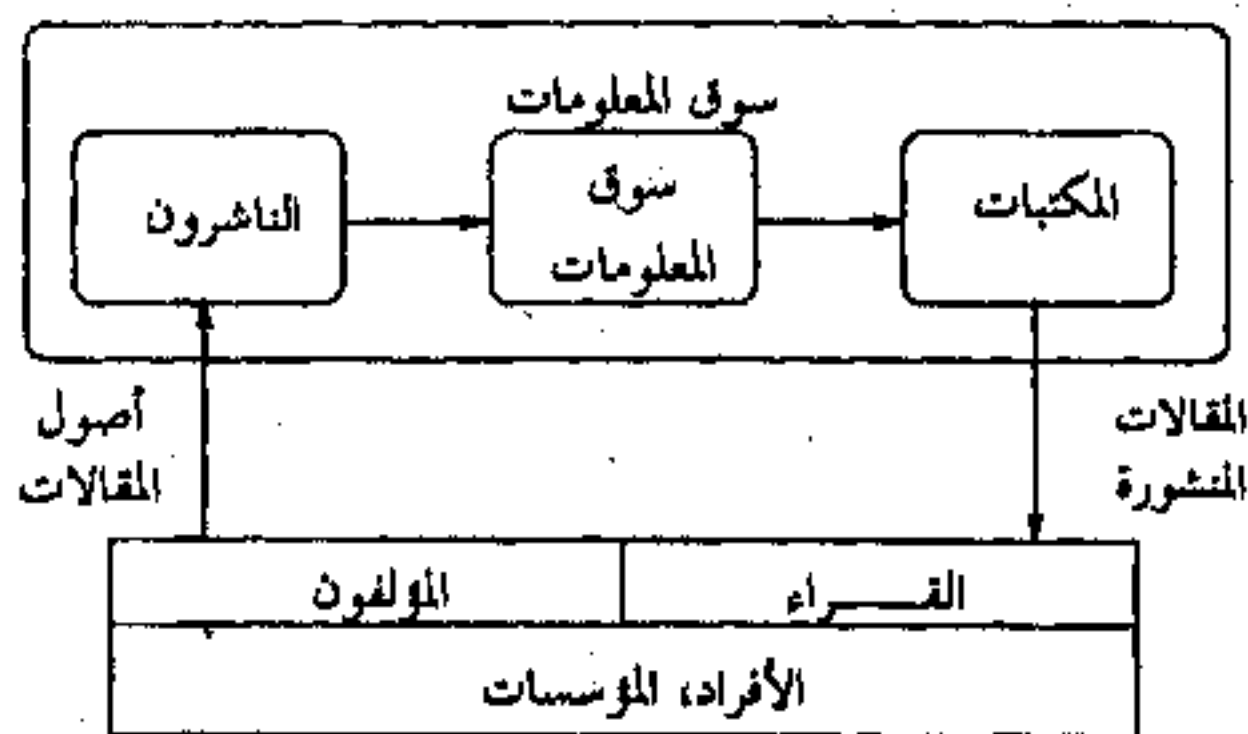 سوق المعلومات
المكتبات
سوق
المعلومات
الناشرون
المقالات
المنشورة
أصول
المقالات
القـــــراء
المؤلفون
الأفراد، المؤسسات